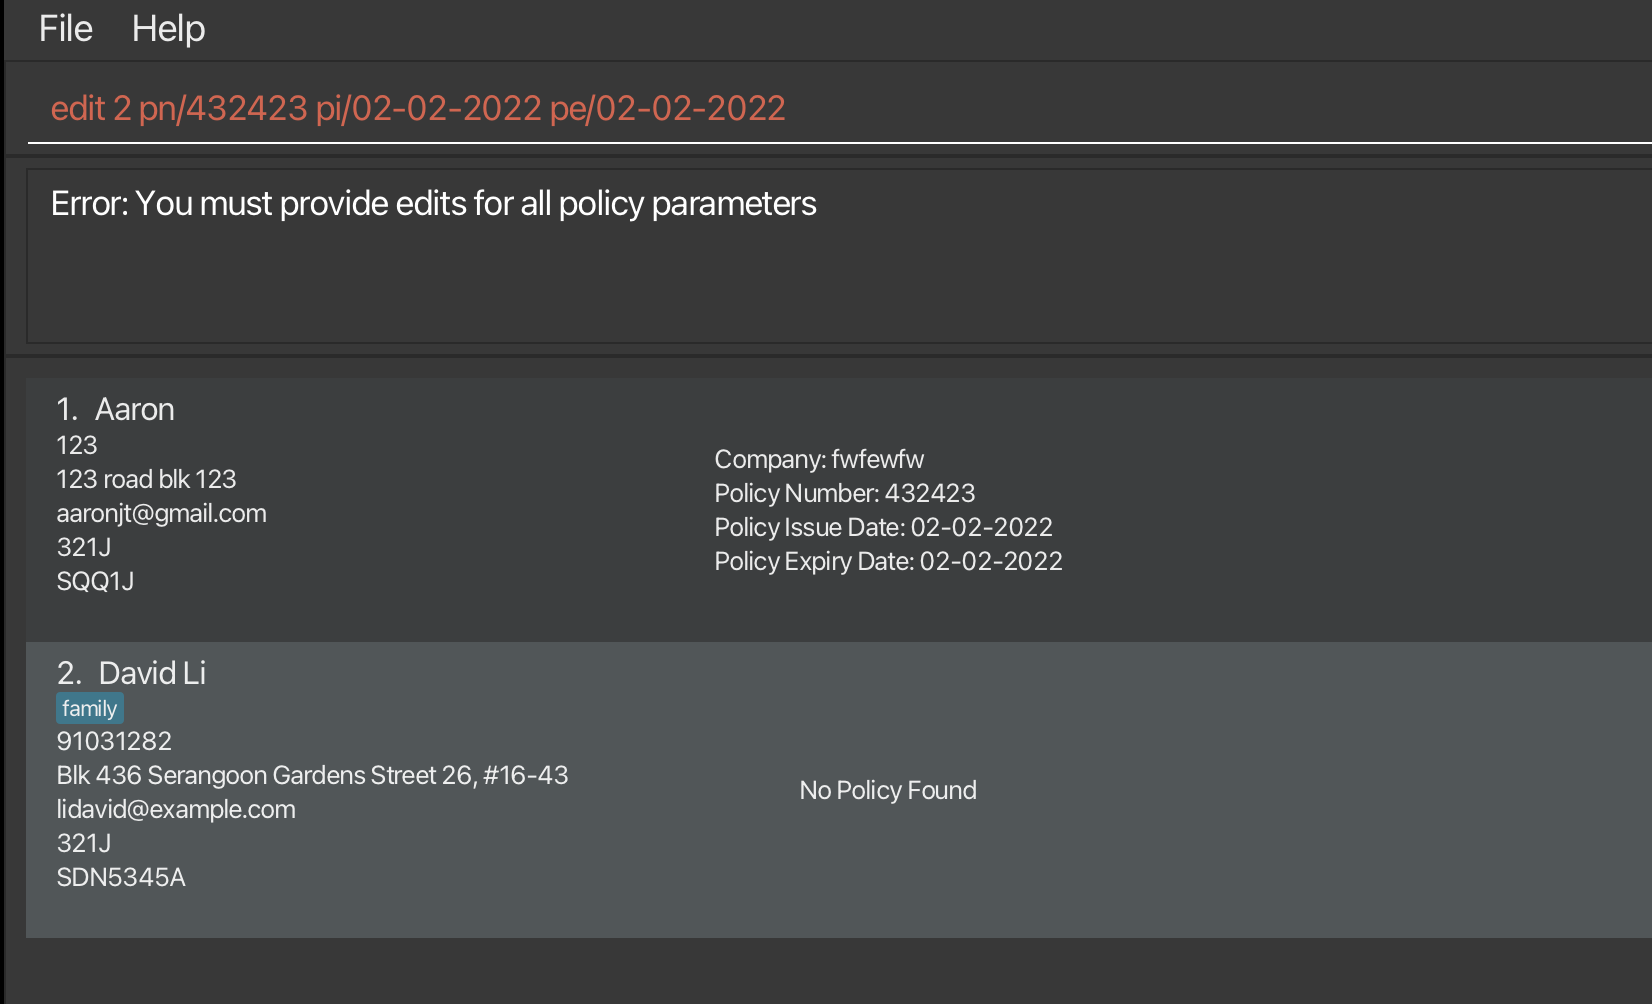 File Help
edit 2 pn/432423 pi/02-02-2022 pe/02-02-2022
Error: You must provide edits for all policy parameters
1. Aaron
123
123 road blk 123
aaronjt@gmail.com
321J
SQQ1J
Company: fwfewfw
Policy Number: 432423
Policy Issue Date: 02-02-2022
Policy Expiry Date: 02-02-2022
2. David Li
family
91031282
Blk 436 Serangoon Gardens Street 26, #16-43
lidavid@example.com
321J
SDN5345A
No Policy Found